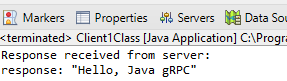 Markers Properties Servers Data Sou
<terminated> Client1Class [Java Application] C:\Progra
Response received from server:
response: "Hello, Java gRPC"